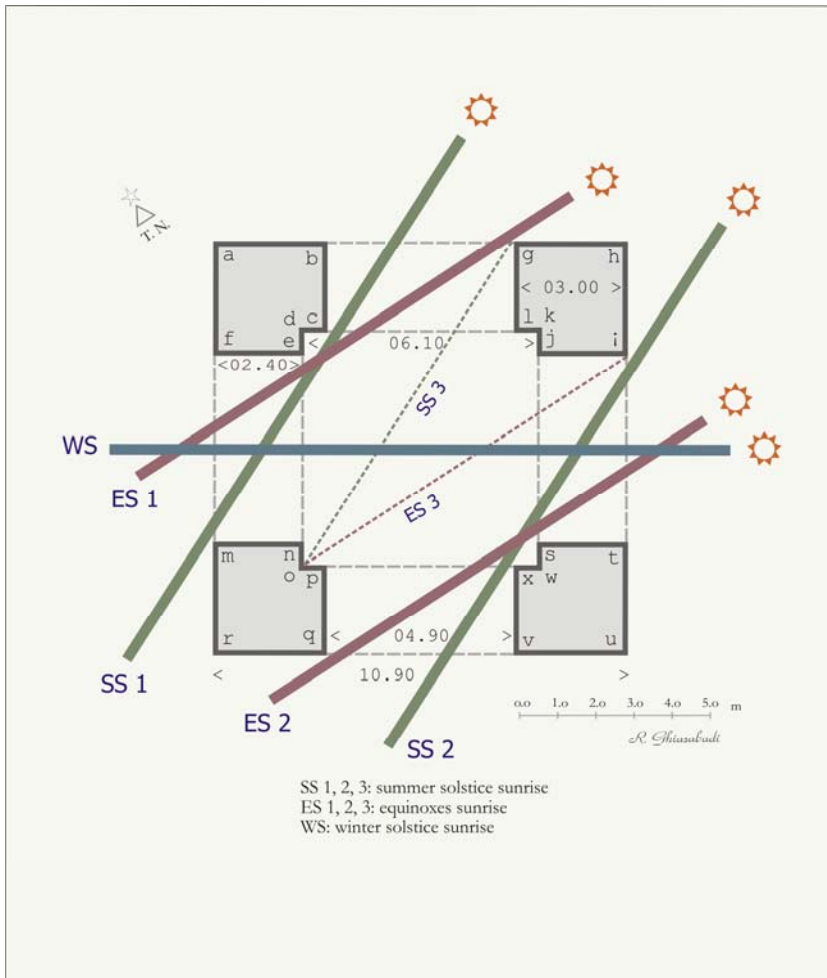 T. N.
a b g h
< 03.00 >
d c l k
f e j i
<02.40> < 06.10 >
SS 3
WS
ES 1
ES 3
m n s t
o p x w
r q < 04.90 > v u
< 10.90 >
SS 1
ES 2
SS 2
0.0 1.0 2.0 3.0 4.0 5.0 m
R. Ghiasabadi
SS 1, 2, 3: summer solstice sunrise
ES 1, 2, 3: equinoxes sunrise
WS: winter solstice sunrise